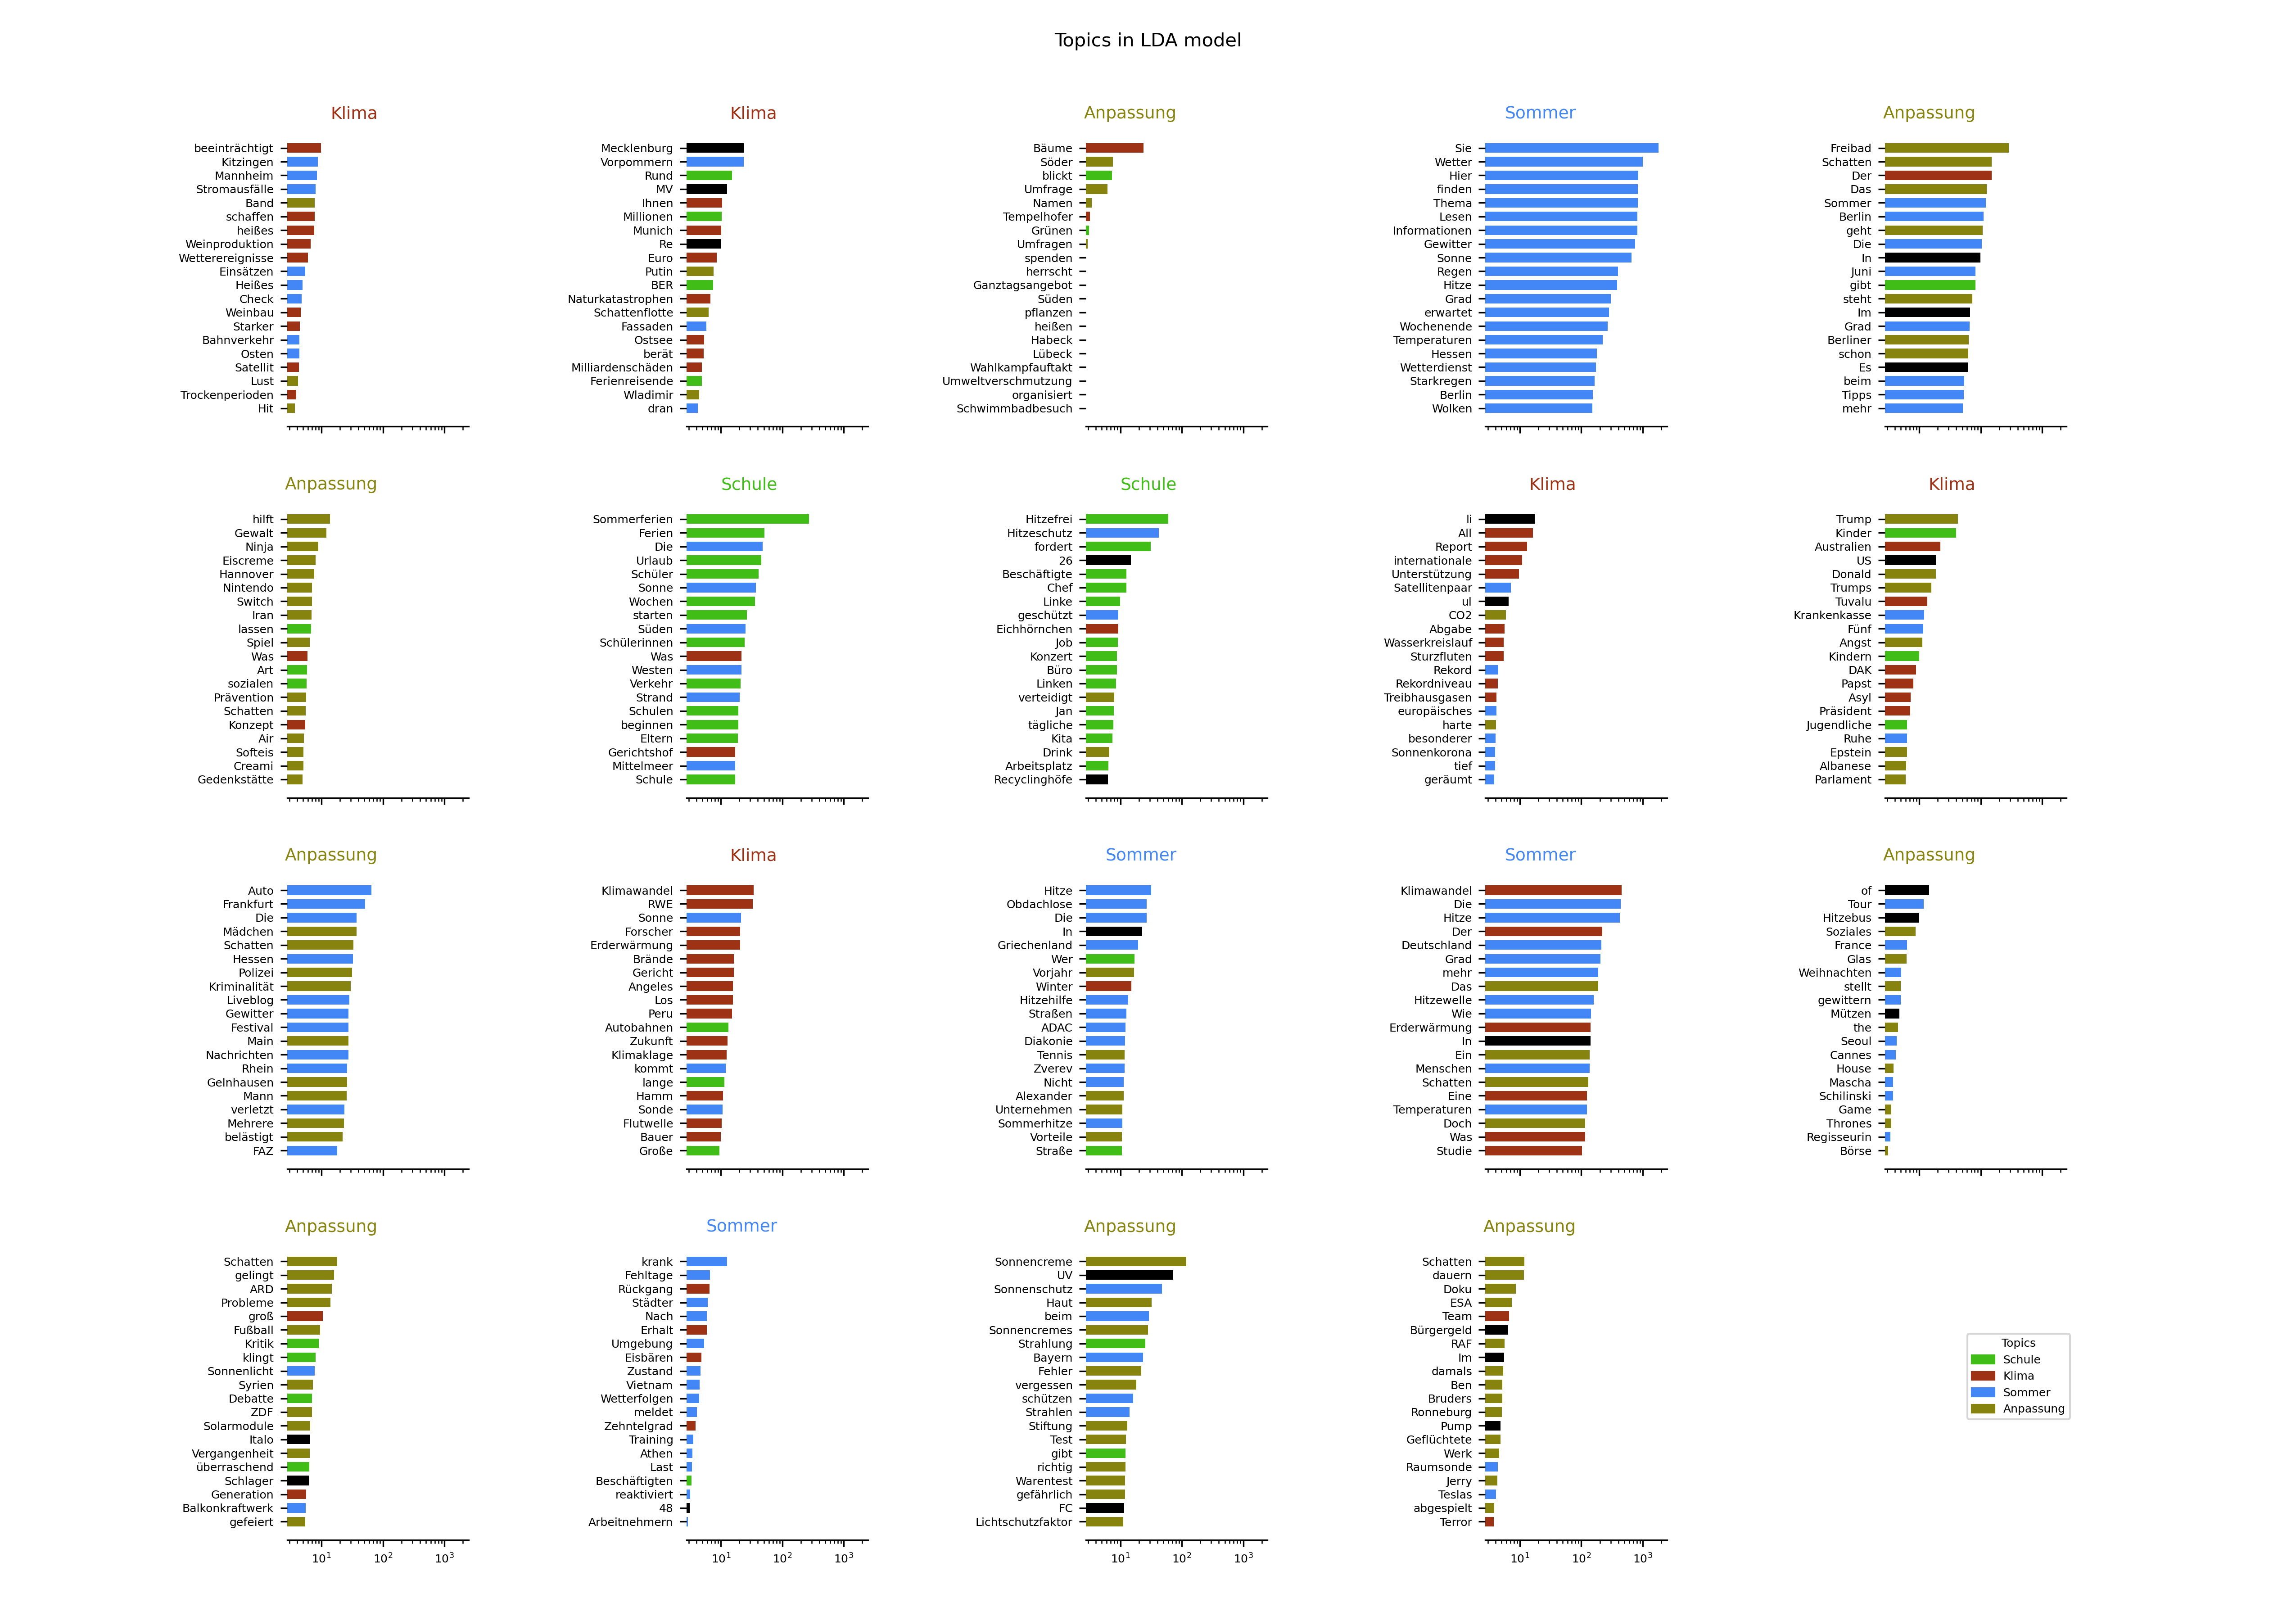 Topics in LDA model
Klima
beeinträchtigt
Kitzingen
Mannheim
Stromausfälle
Band
schaffen
heißes
Weinproduktion
Wetterereignisse
Einsätzen
Heißes
Check
Weinbau
Starker
Bahnverkehr
Osten
Satellit
Lust
Trockenperioden
Hit
Klima
Mecklenburg
Vorpommern
Rund
MV
Ihnen
Millionen
Munich
Re
Euro
Putin
BER
Naturkatastrophen
Schattenflotte
Fassaden
Ostsee
berät
Milliardenschäden
Ferienreisende
Wladimir
dran
Anpassung
Bäume
Söder
blickt
Umfrage
Namen
Tempelhofer
Grünen
Umfragen
spenden
herrscht
Ganztagsangebot
Süden
pflanzen
heißen
Habeck
Lübeck
Wahlkampfauftakt
Umweltverschmutzung
organisiert
Schwimmbadbesuch
Sommer
Sie
Wetter
Hier
finden
Thema
Lesen
Informationen
Gewitter
Sonne
Regen
Hitze
Grad
erwartet
Wochenende
Temperaturen
Hessen
Wetterdienst
Starkregen
Berlin
Wolken
Anpassung
Freibad
Schatten
Der
Das
Sommer
Berlin
geht
Die
In
Juni
gibt
steht
Im
Grad
Berliner
schon
Es
beim
Tipps
mehr
Anpassung
hilft
Gewalt
Ninja
Eiscreme
Hannover
Nintendo
Switch
Iran
lassen
Spiel
Was
Art
sozialen
Prävention
Schatten
Konzept
Air
Softeis
Creami
Gedenkstätte
Schule
Sommerferien
Ferien
Die
Urlaub
Schüler
Sonne
Wochen
starten
Süden
Schülerinnen
Was
Westen
Verkehr
Strand
Schulen
beginnen
Eltern
Gerichtshof
Mittelmeer
Schule
Schule
Hitzefrei
Hitzeschutz
fordert
26
Beschäftigte
Chef
Linke
geschützt
Eichhörnchen
Job
Konzert
Büro
Linken
verteidigt
Jan
tägliche
Kita
Drink
Arbeitsplatz
Recyclinghöfe
Klima
li
All
Report
internationale
Unterstützung
Satellitenpaar
ul
CO2
Abgabe
Wasserkreislauf
Sturzfluten
Rekord
Rekordniveau
Treibhausgasen
europäisches
harte
besonderer
Sonnenkorona
tief
geräumt
Klima
Trump
Kinder
Australien
US
Donald
Trumps
Tuvalu
Krankenkasse
Fünf
Angst
Kindern
DAK
Papst
Asyl
Präsident
Jugendliche
Ruhe
Epstein
Albanese
Parlament
Anpassung
Auto
Frankfurt
Die
Mädchen
Schatten
Hessen
Polizei
Kriminalität
Liveblog
Gewitter
Festival
Main
Nachrichten
Rhein
Gelnhausen
Mann
verletzt
Mehrere
belästigt
FAZ
Klima
Klimawandel
RWE
Sonne
Forscher
Erderwärmung
Brände
Gericht
Angeles
Los
Peru
Autobahnen
Zukunft
Klimaklage
kommt
lange
Hamm
Sonde
Flutwelle
Bauer
Große
Sommer
Hitze
Obdachlose
Die
In
Griechenland
Wer
Vorjahr
Winter
Hitzehilfe
Straßen
ADAC
Diakonie
Tennis
Zverev
Nicht
Alexander
Unternehmen
Sommerhitze
Vorteile
Straße
Sommer
Klimawandel
Die
Hitze
Der
Deutschland
Grad
mehr
Das
Hitzewelle
Wie
Erderwärmung
In
Ein
Menschen
Schatten
Eine
Temperaturen
Doch
Was
Studie
Anpassung
of
Tour
Hitzebus
Soziales
France
Glas
Weihnachten
stellt
gewittern
Mützen
the
Seoul
Cannes
House
Mascha
Schilinski
Game
Thrones
Regisseurin
Börse
Anpassung
Schatten
gelingt
ARD
Probleme
groß
Fußball
Kritik
klingt
Sonnenlicht
Syrien
Debatte
ZDF
Solarmodule
Italo
Vergangenheit
überraschend
Schlager
Generation
Balkonkraftwerk
gefeiert
10¹ 10² 10³
Sommer
krank
Fehltage
Rückgang
Städter
Nach
Erhalt
Umgebung
Eisbären
Zustand
Vietnam
Wetterfolgen
meldet
Zehntelgrad
Training
Athen
Last
Beschäftigten
reaktiviert
48
Arbeitnehmern
10¹ 10² 10³
Anpassung
Sonnencreme
UV
Sonnenschutz
Haut
beim
Sonnencremes
Strahlung
Bayern
Fehler
vergessen
schützen
Strahlen
Stiftung
Test
gibt
richtig
Warentest
gefährlich
FC
Lichtschutzfaktor
10¹ 10² 10³
Anpassung
Schatten
dauern
Doku
ESA
Team
Bürgergeld
RAF
Im
damals
Ben
Bruders
Ronneburg
Pump
Geflüchtete
Werk
Raumsonde
Jerry
Teslas
abgespielt
Terror
10¹ 10² 10³
Topics
Schule
Klima
Sommer
Anpassung